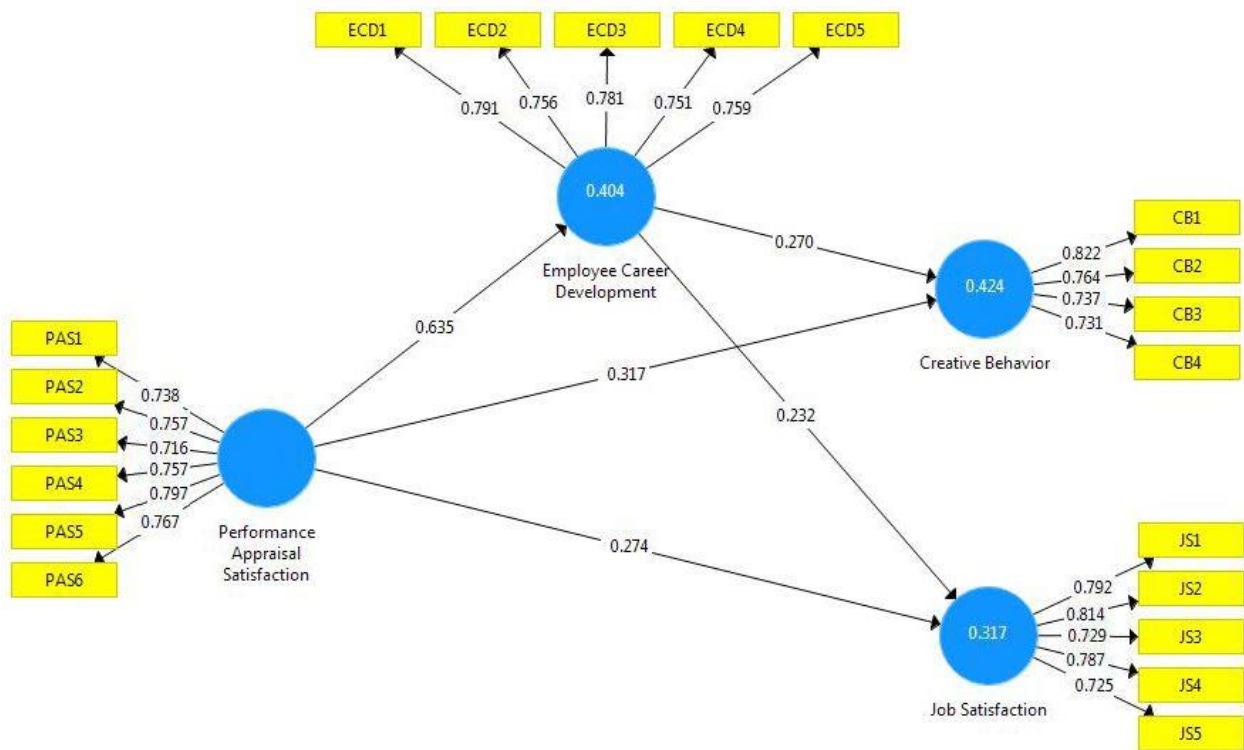 ECD1
ECD2
ECD3
ECD4
ECD5
0.791
0.756
0.781
0.751
0.759
0.404
Employee Career
Development
0.270
CB1
CB2
CB3
CB4
0.822
0.764
0.737
0.731
0.424
Creative Behavior
0.635
0.317
0.232
PAS1
PAS2
PAS3
PAS4
PAS5
PAS6
0.738
0.757
0.716
0.757
0.797
0.767
Performance
Appraisal
Satisfaction
0.274
JS1
JS2
JS3
JS4
JS5
0.792
0.814
0.729
0.787
0.725
0.317
Job Satisfaction